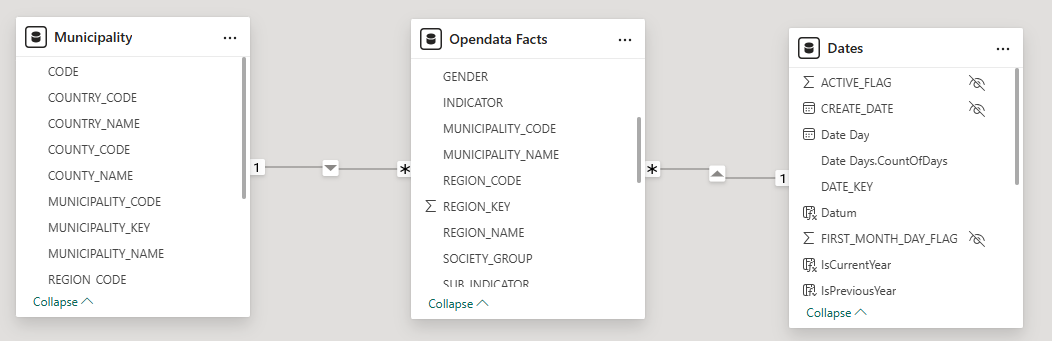 Municipality
CODE
COUNTRY_CODE
COUNTRY_NAME
COUNTY_CODE
COUNTY_NAME
MUNICIPALITY_CODE
MUNICIPALITY_KEY
MUNICIPALITY_NAME
REGION_CODE
Collapse
1
*
Opendata Facts
GENDER
INDICATOR
MUNICIPALITY_CODE
MUNICIPALITY_NAME
REGION_CODE
REGION_KEY
REGION_NAME
SOCIETY_GROUP
SUB_INDICATOR
Collapse
*
1
Dates
ACTIVE_FLAG
CREATE_DATE
Date Day
Date Days.CountOfDays
DATE_KEY
Datum
FIRST_MONTH_DAY_FLAG
IsCurrentYear
IsPreviousYear
Collapse